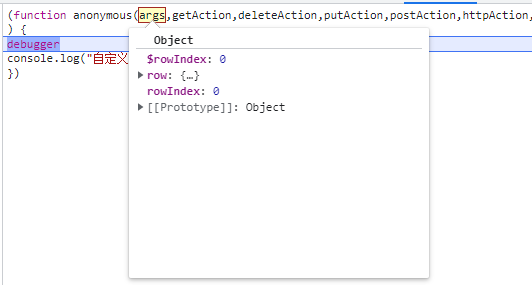 (function anonymous(args,getAction,deleteAction,putAction,postAction,httpAction,
) {
debugger
console.log("自定义
})
Object
$rowIndex: 0
row: {…}
rowIndex: 0
[[Prototype]]: Object